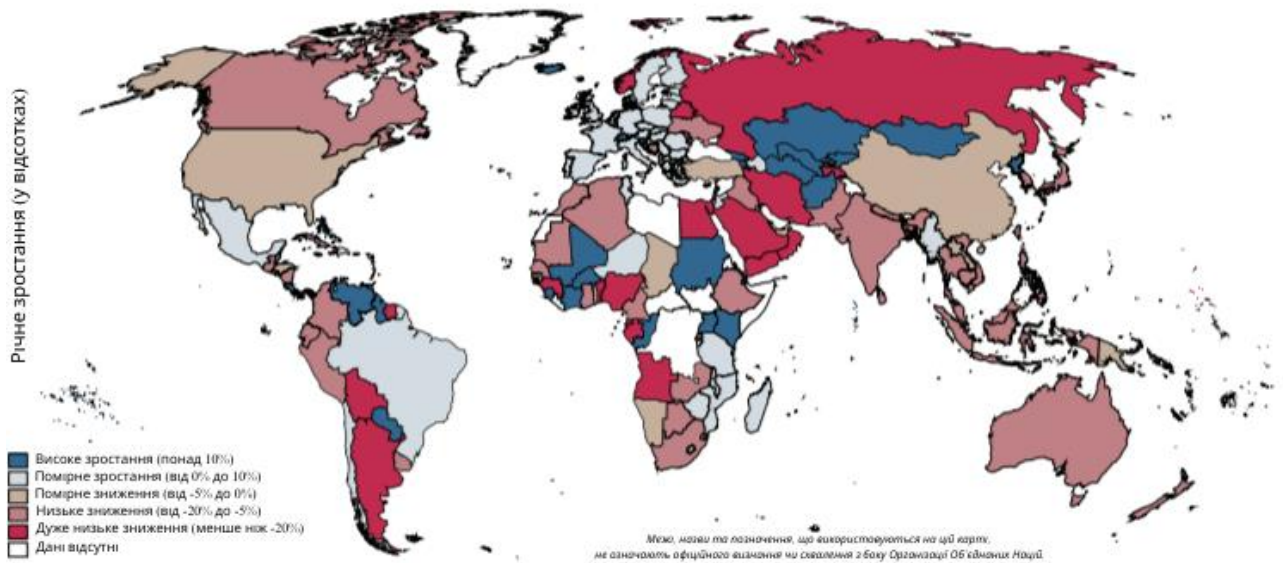 Річне зростання (у відсотках)
Високе зростання (понад 10%)
Помірне зростання (від 0% до 10%)
Помірне зниження (від -5% до 0%)
Низьке зниження (від -20% до -5%)
Дуже низьке зниження (менше ніж -20%)
Дані відсутні
Межі, назви та позначення, що використовуються на цій карті,
не означають офіційного визнання чи схвалення з боку Організації Об'єднаних Націй.